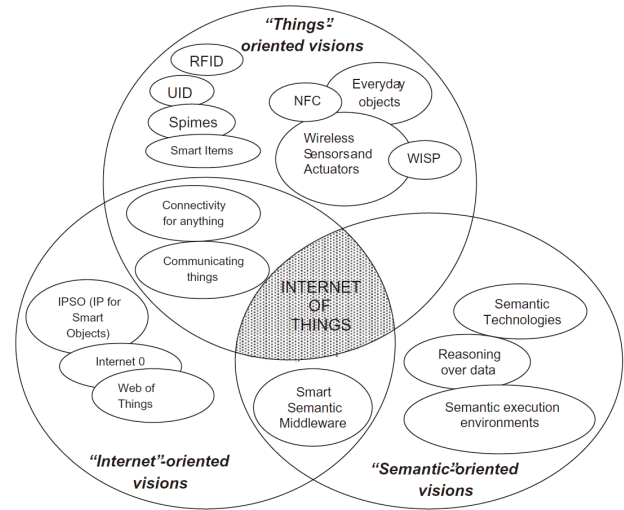 “Things”-
oriented visions
RFID
UID
Spimes
Smart Items
NFC
Everyday
objects
Wireless
Sensors and
Actuators
WISP
Connectivity
for anything
Communicating
things
INTERNET
OF
THINGS
IPSO (IP for
Smart
Objects)
Internet 0
Web of
Things
Semantic
Technologies
Reasoning
over data
Semantic execution
environments
Smart
Semantic
Middleware
“Internet”-oriented
visions
“Semantic”-oriented
visions